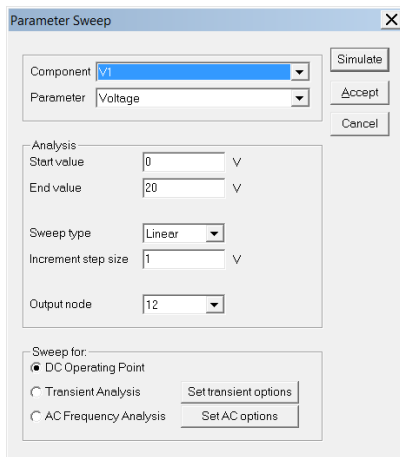 Parameter Sweep
Component V1
Parameter Voltage
Simulate
Accept
Cancel
Analysis
Start value 0 V
End value 20 V
Sweep type Linear
Increment step size 1 V
Output node 12
Sweep for:
DC Operating Point
Transient Analysis Set transient options
AC Frequency Analysis Set AC options